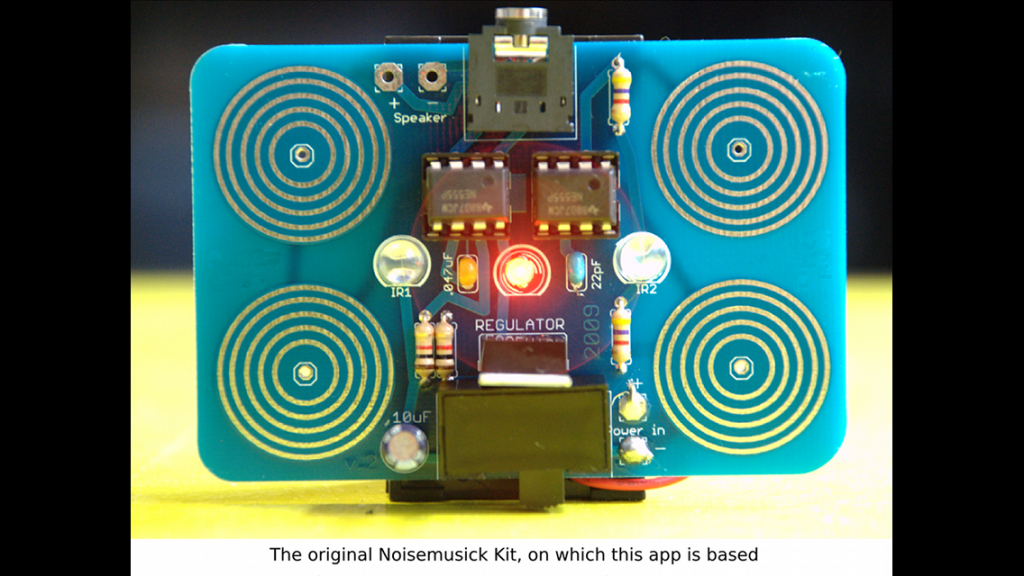 + -
Speaker
NE555P
NE555P
.047uF
22pF
IR1
IR2
REGULATOR
2009
+
.10uF
Power in
-
v.2
The original Noisemusick Kit, on which this app is based